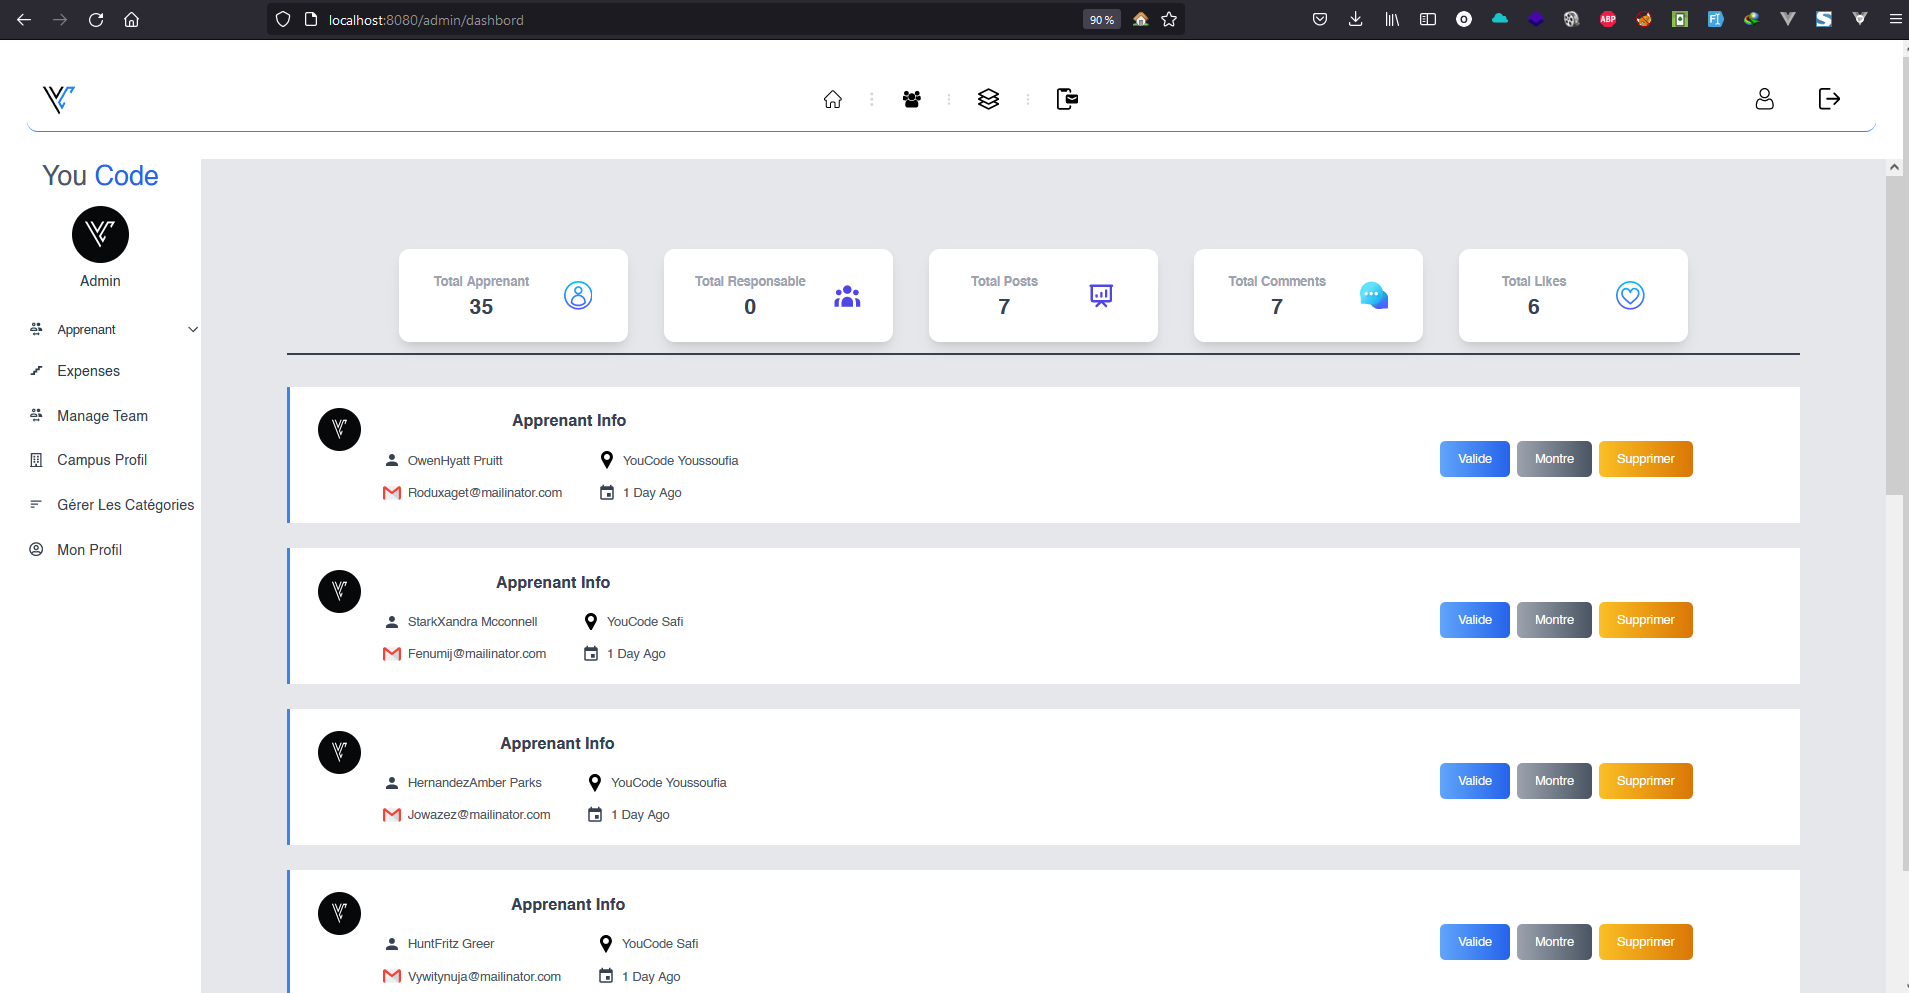 localhost:8080/admin/dashbord
90 %
ABP
You Code
Admin
Apprenant
Expenses
Manage Team
Campus Profil
Gérer Les Catégories
Mon Profil
Total Apprenant
35
Total Responsable
0
Total Posts
7
Total Comments
7
Total Likes
6
Apprenant Info
OwenHyatt Pruitt
YouCode Youssoufia
Roduxaget@mailinator.com
1 Day Ago
Valide
Montre
Supprimer
Apprenant Info
StarkXandra Mcconnell
YouCode Safi
Fenumij@mailinator.com
1 Day Ago
Valide
Montre
Supprimer
Apprenant Info
HernandezAmber Parks
YouCode Youssoufia
Jowazez@mailinator.com
1 Day Ago
Valide
Montre
Supprimer
Apprenant Info
HuntFritz Greer
YouCode Safi
Vywitynuja@mailinator.com
1 Day Ago
Valide
Montre
Supprimer